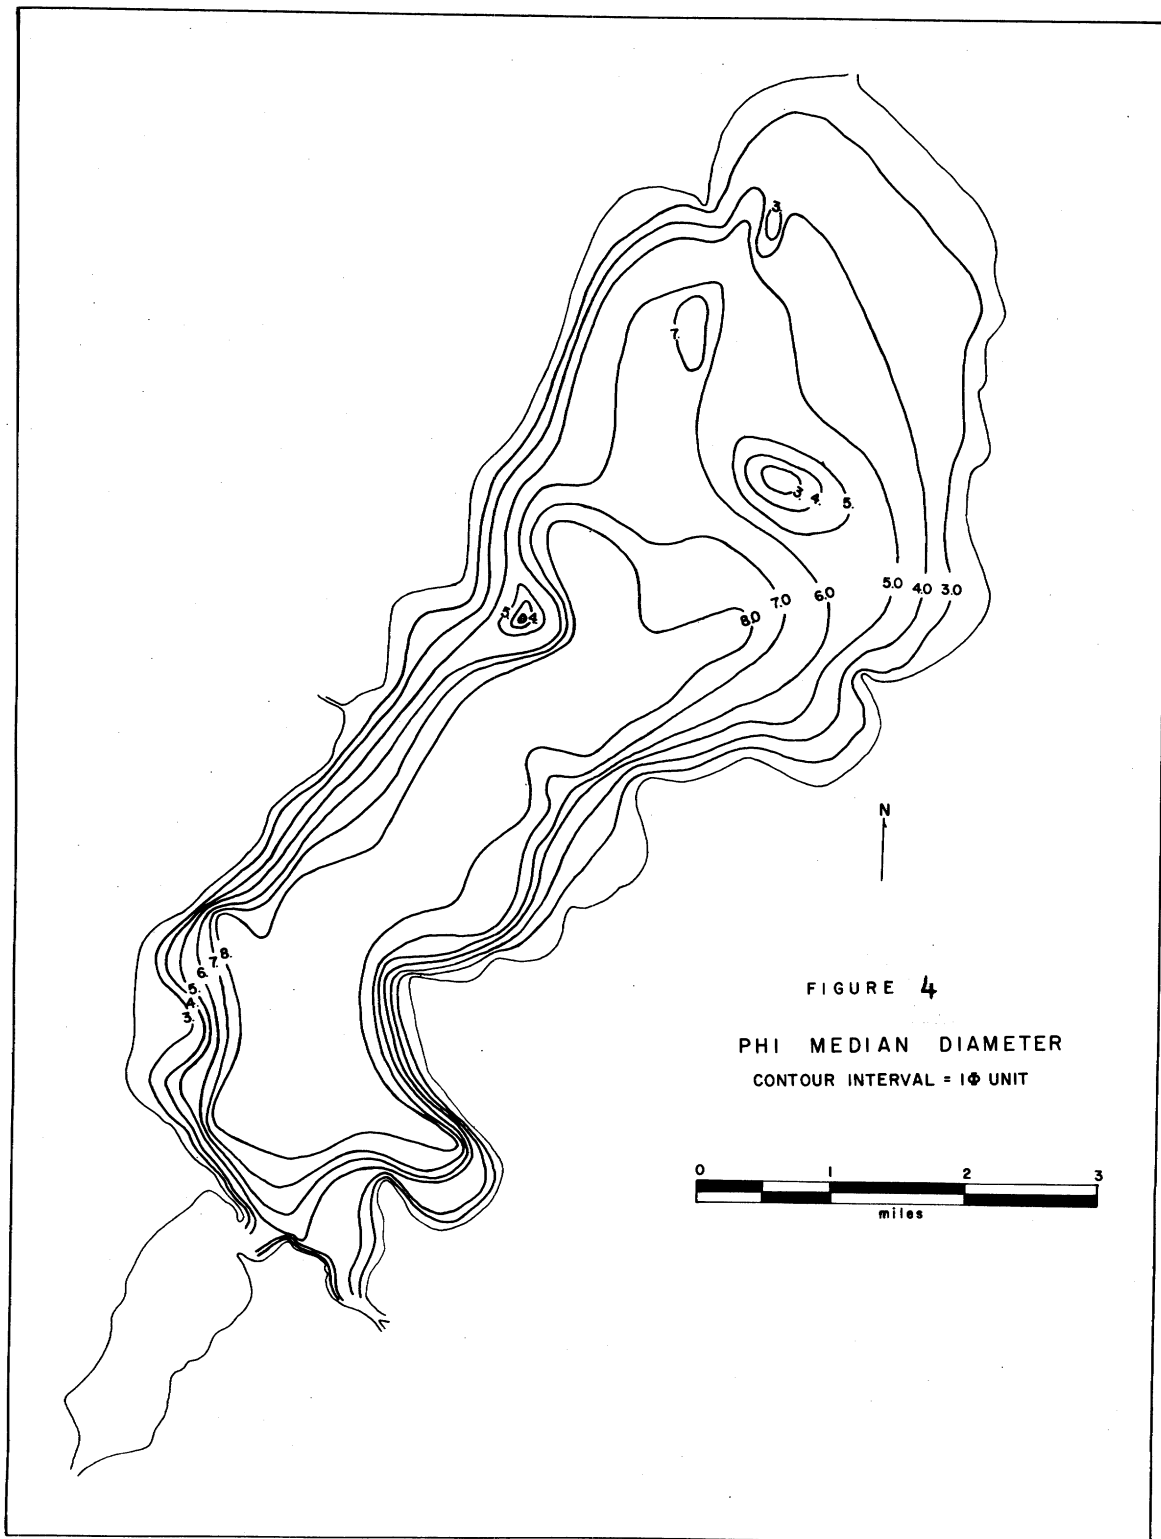 3.
7.
3. 4. 5.
5.0 4.0 3.0
6.0
7.0
8.0
5. 4.
N
8.
7.
6.
5.
4.
3.
FIGURE 4
PHI MEDIAN DIAMETER
CONTOUR INTERVAL = 1Φ UNIT
0 1 2 3
miles